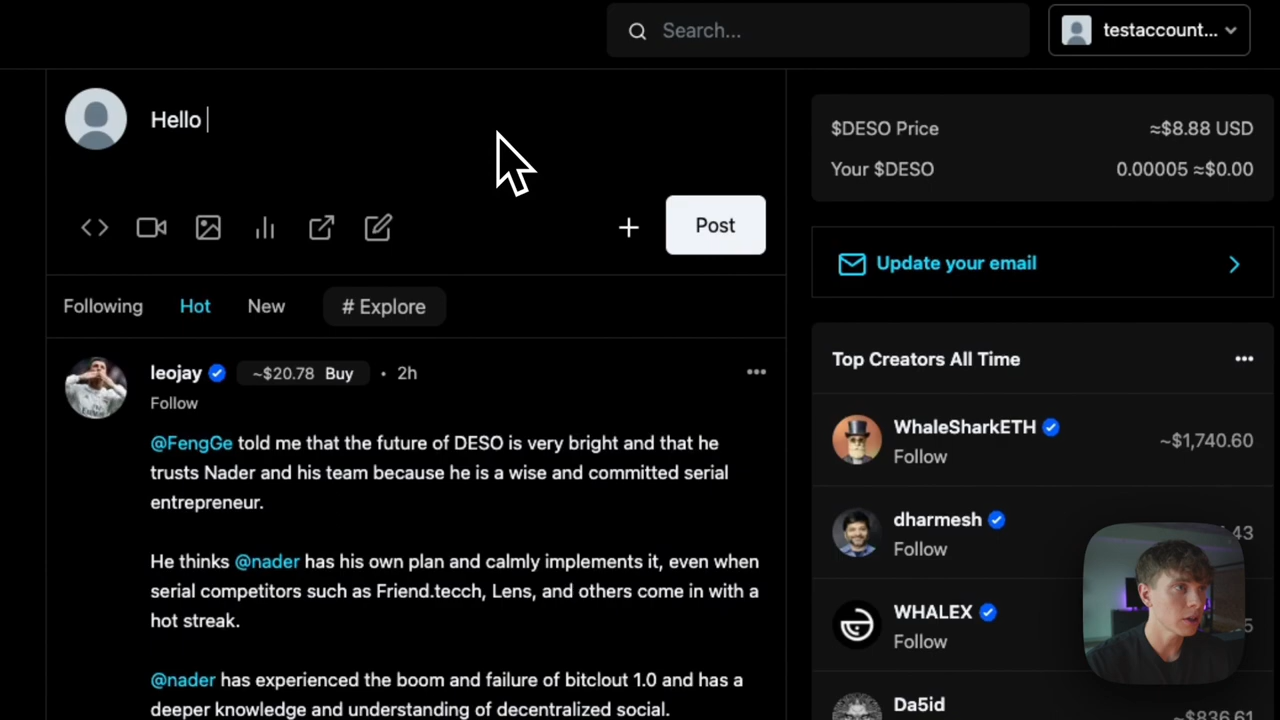 Search...
testaccount...
Hello
Post
$DESO Price
≈$8.88 USD
Your $DESO
0.00005 ≈$0.00
Update your email
Following
Hot
New
# Explore
leojay
~$20.78 Buy • 2h
Follow
@FengGe told me that the future of DESO is very bright and that he
trusts Nader and his team because he is a wise and committed serial
entrepreneur.
He thinks @nader has his own plan and calmly implements it, even when
serial competitors such as Friend.tecch, Lens, and others come in with a
hot streak.
@nader has experienced the boom and failure of bitclout 1.0 and has a
deeper knowledge and understanding of decentralized social.
Top Creators All Time
WhaleSharkETH
Follow
~$1,740.60
dharmesh
Follow
WHALEX
Follow
Da5id
~$836.61